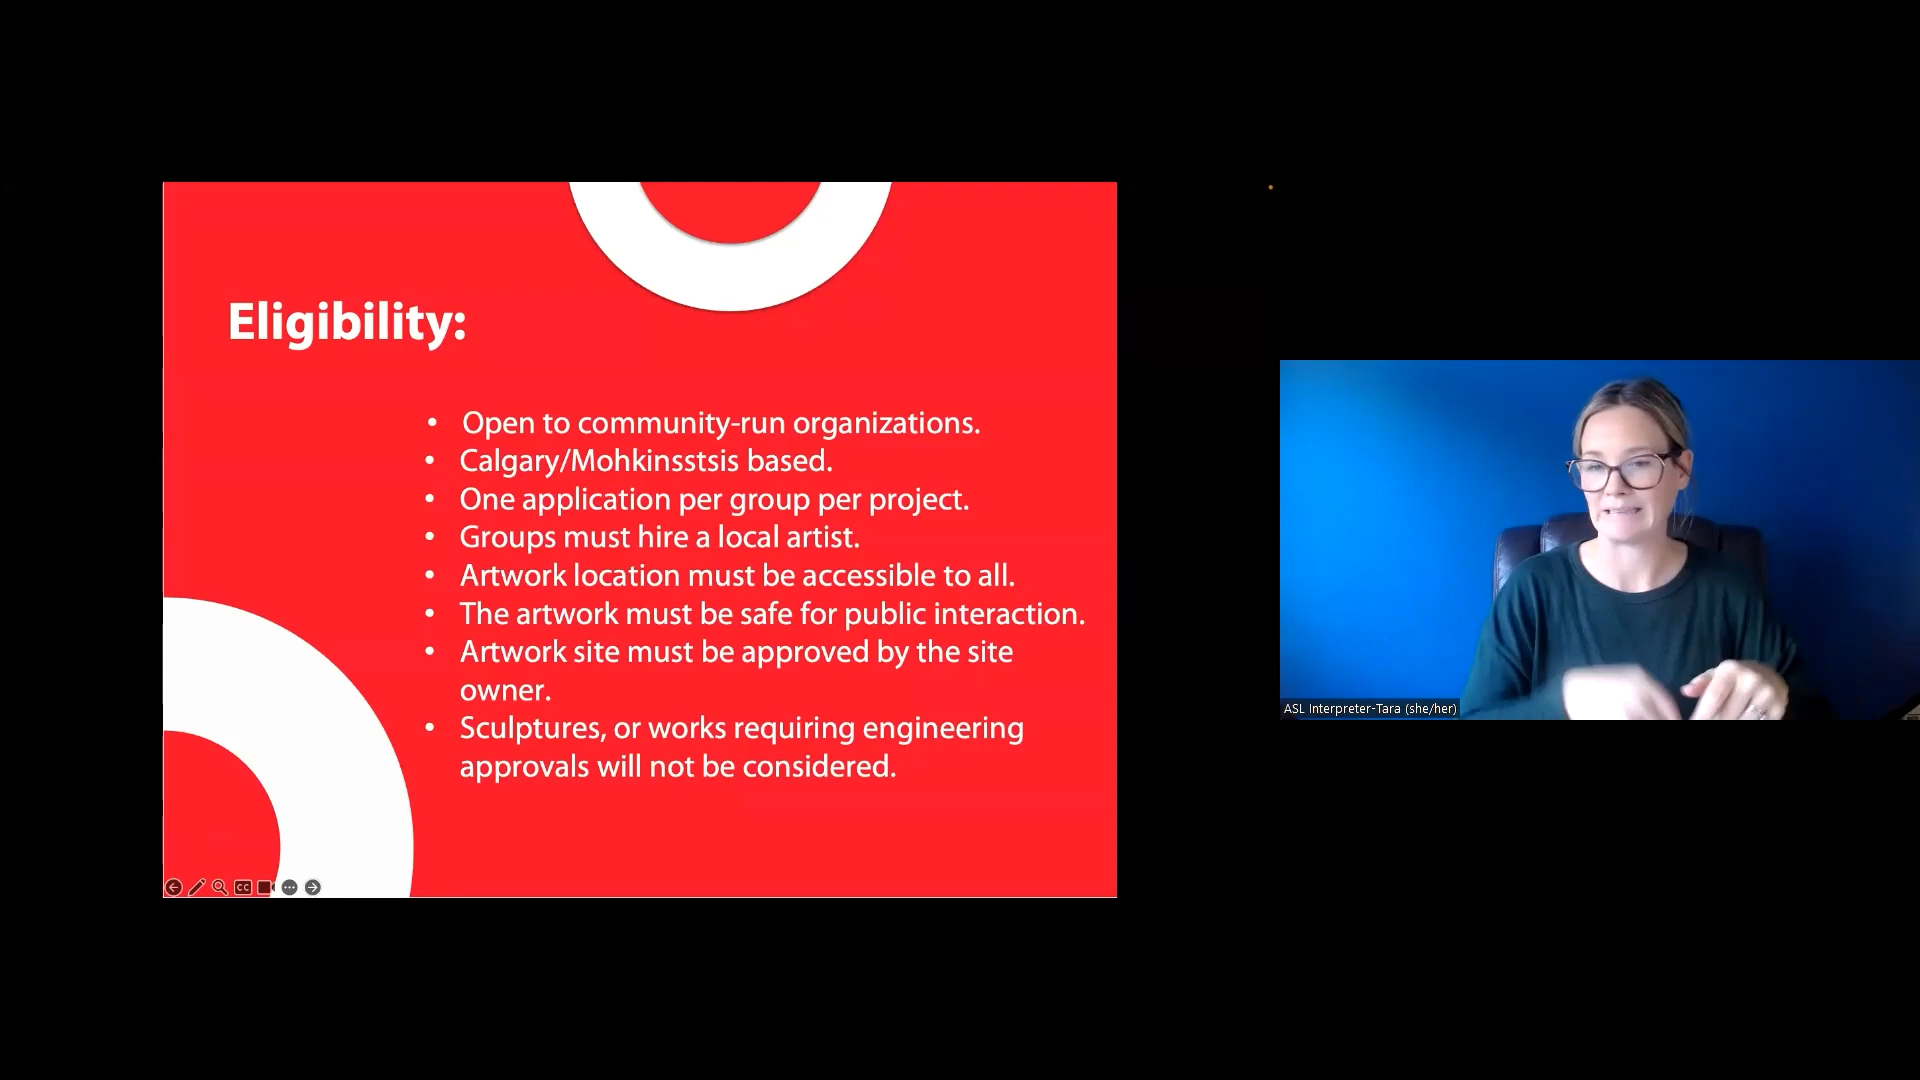 Eligibility:
• Open to community-run organizations.
• Calgary/Mohkinsstsis based.
• One application per group per project.
• Groups must hire a local artist.
• Artwork location must be accessible to all.
• The artwork must be safe for public interaction.
• Artwork site must be approved by the site
owner.
• Sculptures, or works requiring engineering
approvals will not be considered.
CC
ASL Interpreter-Tara (she/her)